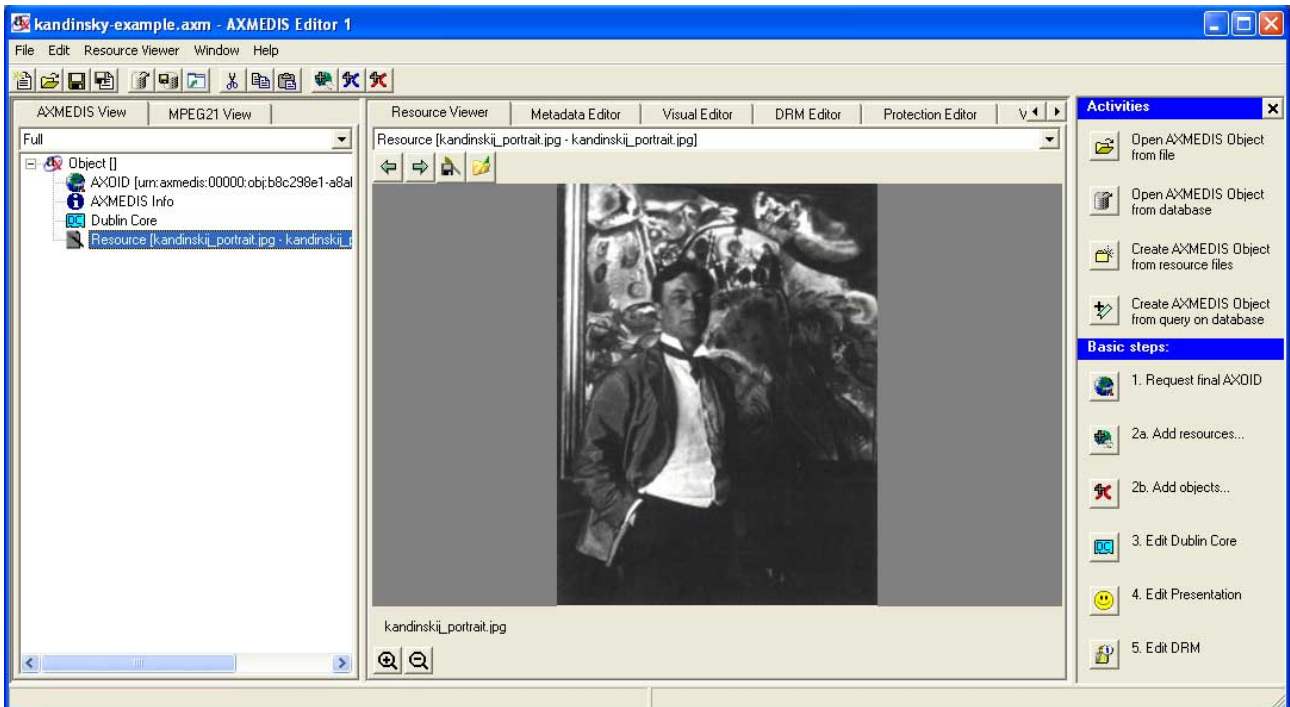 kandinsky-example.axm - AXMEDIS Editor 1
File Edit Resource Viewer Window Help
AXMEDIS View MPEG21 View
Full
Object []
AXOID [urn:axmedis:00000:obj:b8c298e1-a8al
AXMEDIS Info
DC Dublin Core
Resource [kandinskij_portrait.jpg - kandinskij_p
Resource Viewer Metadata Editor Visual Editor DRM Editor Protection Editor V
Resource [kandinskij_portrait.jpg - kandinskij_portrait.jpg]
kandinskij_portrait.jpg
Activities
Open AXMEDIS Object
from file
Open AXMEDIS Object
from database
Create AXMEDIS Object
from resource files
Create AXMEDIS Object
from query on database
Basic steps:
1. Request final AXOID
2a. Add resources...
2b. Add objects...
DC 3. Edit Dublin Core
4. Edit Presentation
5. Edit DRM